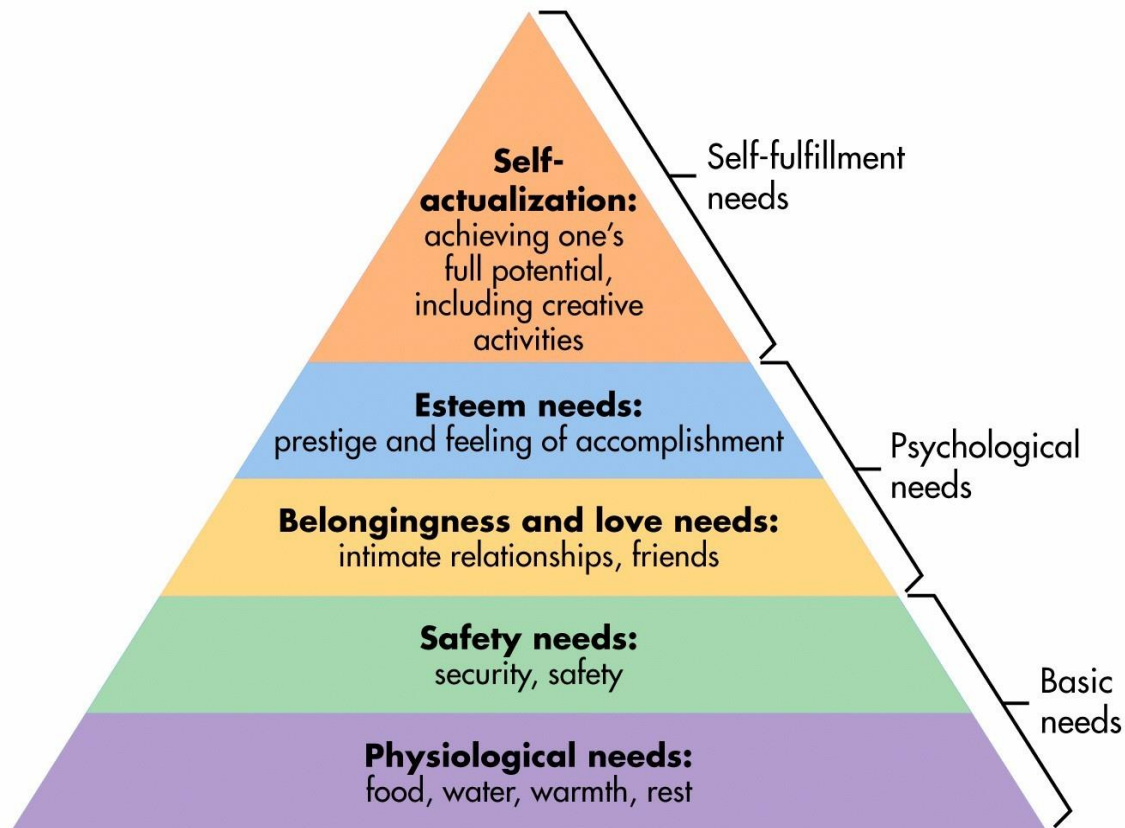 Self-
actualization:
achieving one's
full potential,
including creative
activities
Self-fulfillment
needs
Esteem needs:
prestige and feeling of accomplishment
Psychological
needs
Belongingness and love needs:
intimate relationships, friends
Safety needs:
security, safety
Basic
needs
Physiological needs:
food, water, warmth, rest